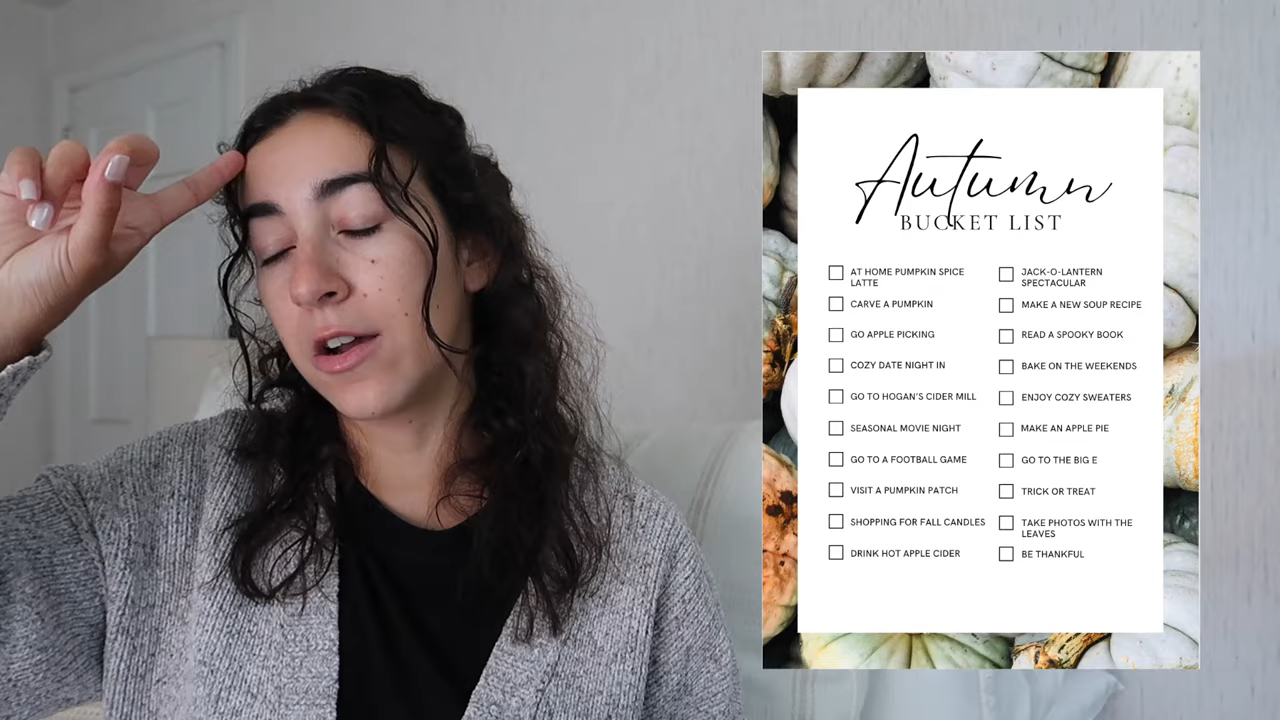 Autumn
BUCKET LIST
AT HOME PUMPKIN SPICE
LATTE
CARVE A PUMPKIN
GO APPLE PICKING
COZY DATE NIGHT IN
GO TO HOGAN'S CIDER MILL
SEASONAL MOVIE NIGHT
GO TO A FOOTBALL GAME
VISIT A PUMPKIN PATCH
SHOPPING FOR FALL CANDLES
DRINK HOT APPLE CIDER
JACK-O-LANTERN
SPECTACULAR
MAKE A NEW SOUP RECIPE
READ A SPOOKY BOOK
BAKE ON THE WEEKENDS
ENJOY COZY SWEATERS
MAKE AN APPLE PIE
GO TO THE BIG E
TRICK OR TREAT
TAKE PHOTOS WITH THE
LEAVES
BE THANKFUL